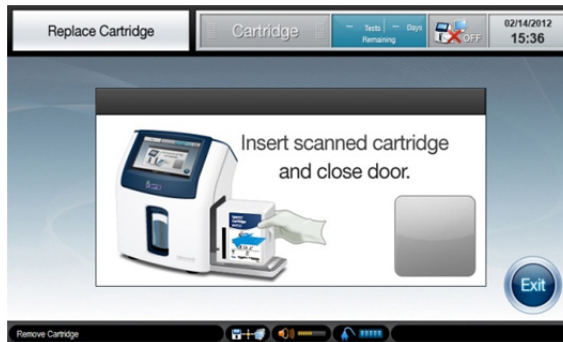 Replace Cartridge
Cartridge
– Tests – Days
Remaining
OFF
02/14/2012
15:36
Insert scanned cartridge
and close door.
Exit
Remove Cartridge